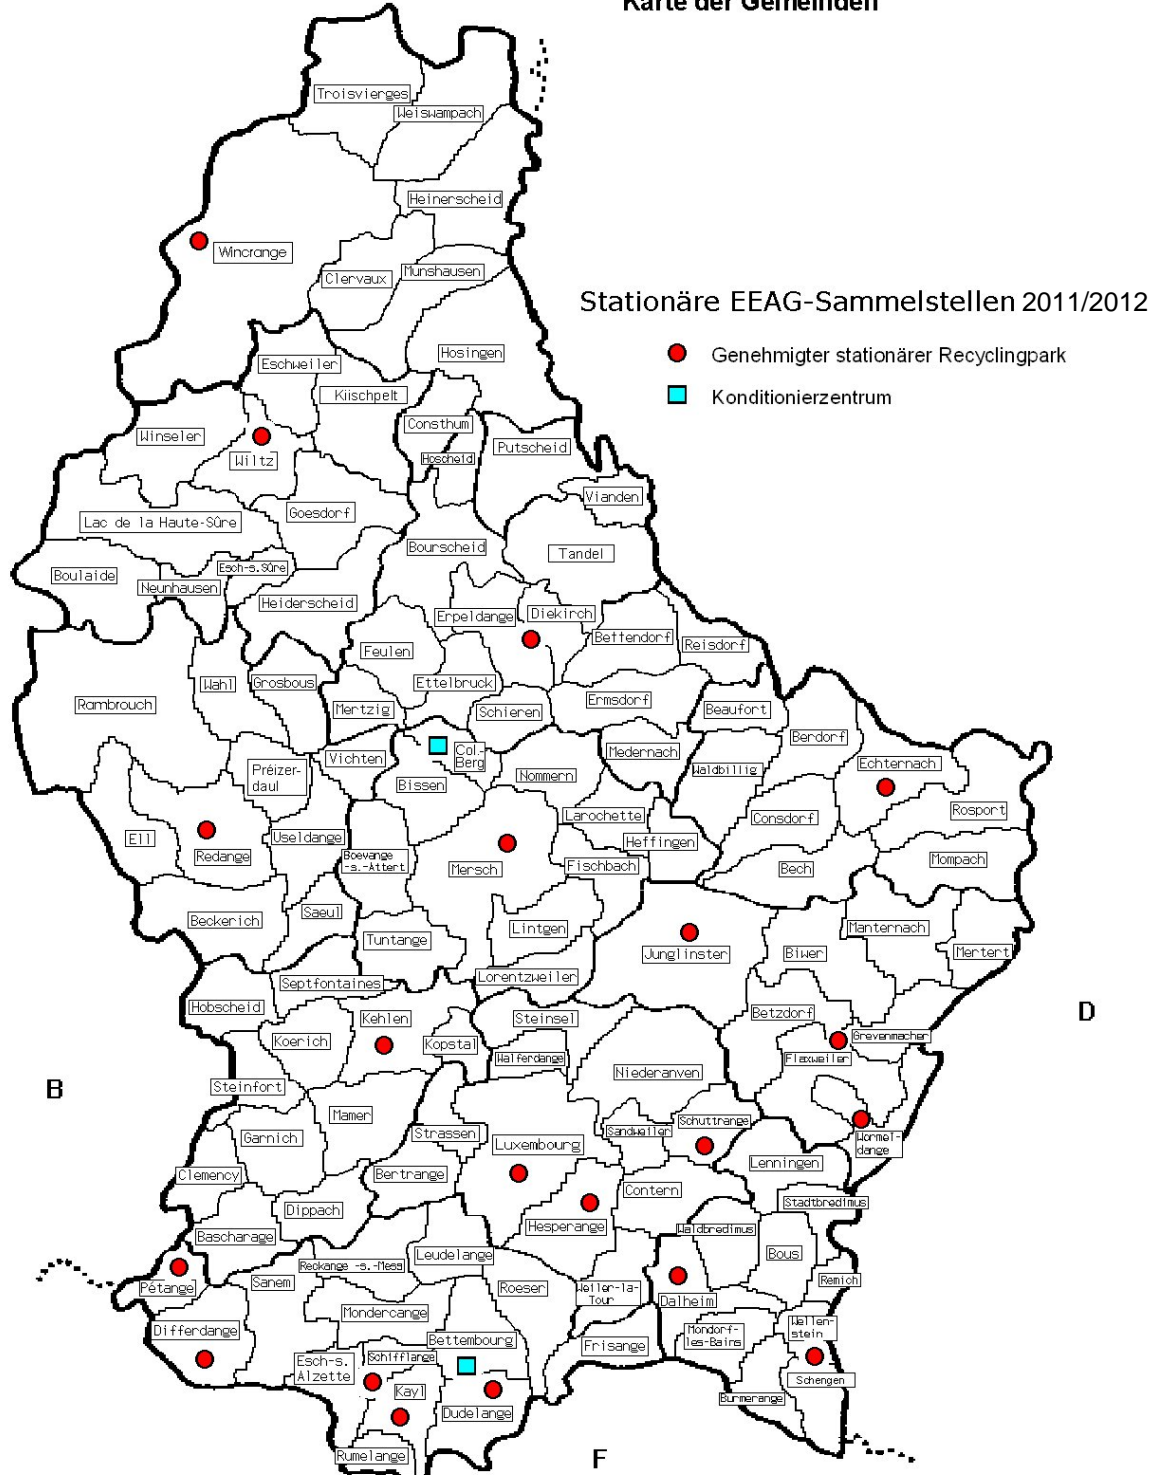 Karte der Gemeinden
Troisvierges
Weiswampach
Heinerscheid
Wincrange
Clervaux
Munshausen
Stationäre EEAG-Sammelstellen 2011/2012
Genehmigter stationärer Recyclingpark
Konditionierzentrum
Hosingen
Eschweiler
Kiischpelt
Consthum
Winseler
Putscheid
Hoscheid
Wiltz
Vianden
Goesdorf
Lac de la Haute-Sûre
Bourscheid
Tandel
Esch-s.Sûre
Boulaide
Neunhausen
Heiderscheid
Erpeldange
Diekirch
Bettendorf
Reisdorf
Feulen
Wahl
Grosbous
Ettelbruck
Ermsdorf
Rambrouch
Mertzig
Schieren
Beaufort
Berdorf
Vichten
Col.-
Berg
Medernach
Echternach
Préizer-
daul
Bissen
Nommern
Waldbillig
Rosport
Ell
Useldange
Larochette
Consdorf
Heffingen
Redange
Boevange
-s.-Attert
Mersch
Fischbach
Bech
Mompach
Beckerich
Saeul
Tuntange
Lintgen
Junglinster
Biwer
Manternach
Mertert
Septfontaines
Lorentzweiler
Hobscheid
Kehlen
Steinsel
Betzdorf
D
Koerich
Kopstal
Walferdange
Grevenmacher
Flaxweiler
Niederanven
B
Steinfort
Mamer
Garnich
Strassen
Luxembourg
Sandweiler
Schuttrange
Wormel-
dange
Clemency
Bertrange
Lenningen
Contern
Stadtbredimus
Dippach
Hesperange
Waldbredimus
Bascharage
Leudelange
Bous
Reckange -s.-Mess
Sanem
Pétange
Roeser
Weiler-la-
Tour
Dalheim
Remich
Mondercange
Differdange
Bettembourg
Frisange
Mondorf-
les-Bains
Wellen-
stein
Esch-s.
Alzette
Schifflange
Kayl
Schengen
Burmerange
Dudelange
Rumelange
F